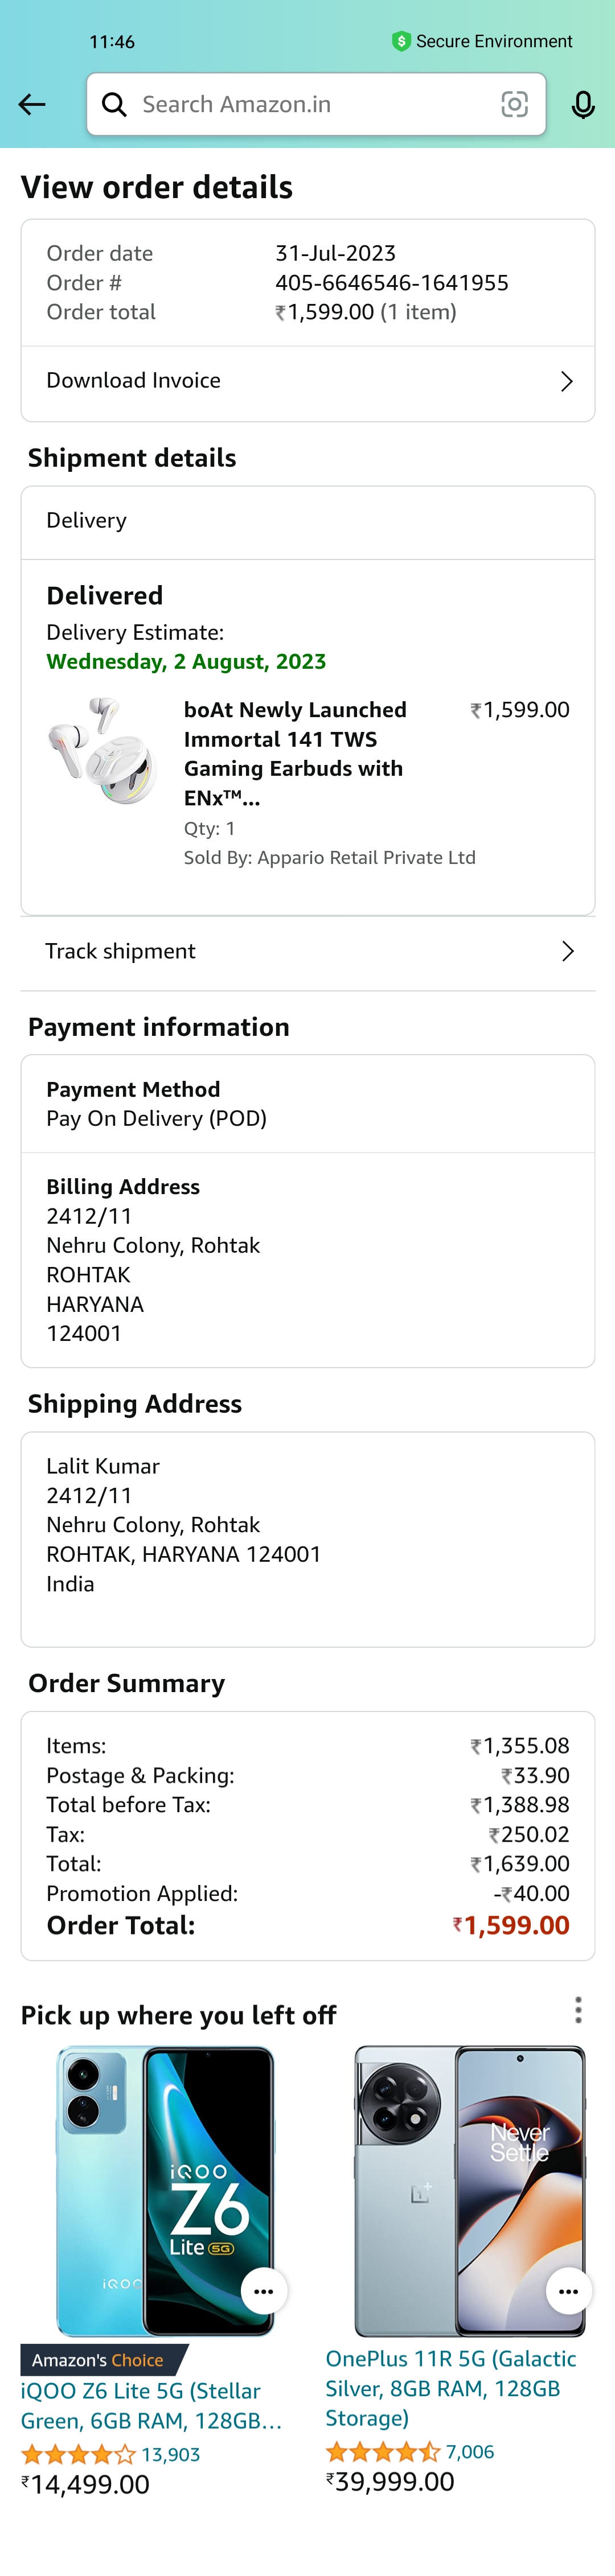 11:46
Secure Environment
Search Amazon.in
View order details
Order date 31-Jul-2023
Order # 405-6646546-1641955
Order total ₹1,599.00 (1 item)
Download Invoice
Shipment details
Delivery
Delivered
Delivery Estimate:
Wednesday, 2 August, 2023
boAt Newly Launched ₹1,599.00
Immortal 141 TWS
Gaming Earbuds with
ENx™...
Qty: 1
Sold By: Appario Retail Private Ltd
Track shipment
Payment information
Payment Method
Pay On Delivery (POD)
Billing Address
2412/11
Nehru Colony, Rohtak
ROHTAK
HARYANA
124001
Shipping Address
Lalit Kumar
2412/11
Nehru Colony, Rohtak
ROHTAK, HARYANA 124001
India
Order Summary
Items: ₹1,355.08
Postage & Packing: ₹33.90
Total before Tax: ₹1,388.98
Tax: ₹250.02
Total: ₹1,639.00
Promotion Applied: -₹40.00
Order Total: ₹1,599.00
Pick up where you left off
iQOO
Z6
Lite 5G
iQOO
Never
Settle
Amazon's Choice
iQOO Z6 Lite 5G (Stellar
Green, 6GB RAM, 128GB...
13,903
₹14,499.00
OnePlus 11R 5G (Galactic
Silver, 8GB RAM, 128GB
Storage)
7,006
₹39,999.00